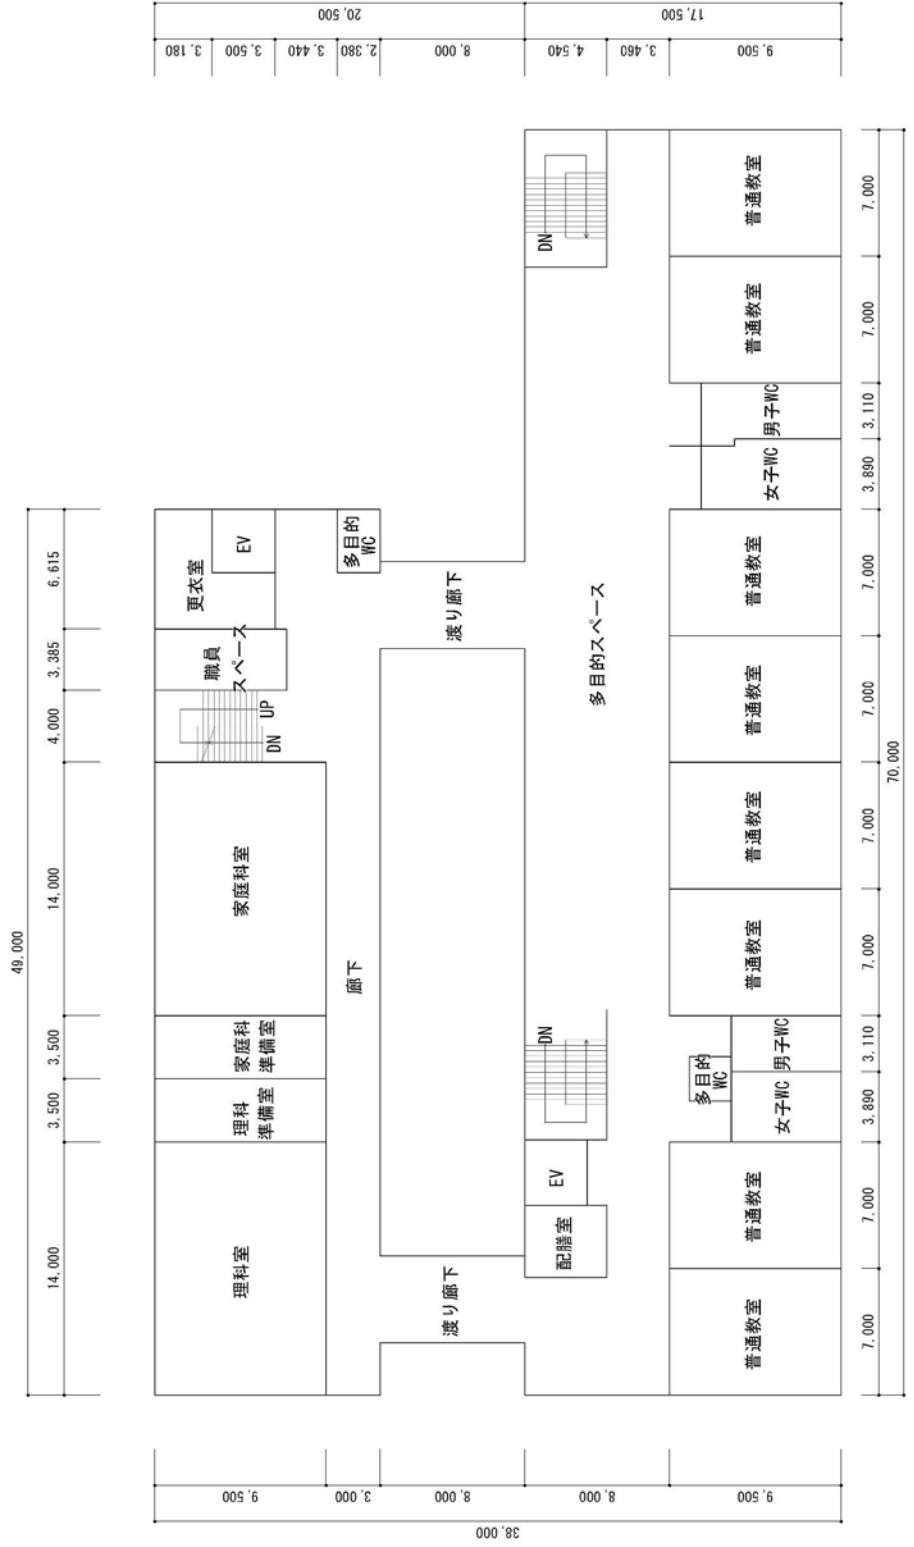 49,000
14,000
3,500
3,500
14,000
4,000
3,385
6,615
38,000
9,500
3,000
8,000
8,000
9,500
理科室
理科
準備室
家庭科
準備室
家庭科室
DN
UP
職員
スペース
更衣室
EV
廊下
多目的
WC
渡り廊下
渡り廊下
配膳室
EV
DN
DN
多目的スペース
普通教室
普通教室
多目的
WC
女子WC
男子WC
普通教室
普通教室
普通教室
普通教室
女子WC
男子WC
普通教室
普通教室
3,180
3,500
3,440
2,380
8,000
4,540
3,460
9,500
20,500
17,500
7,000
7,000
3,890
3,110
7,000
7,000
7,000
7,000
3,890
3,110
7,000
7,000
70,000